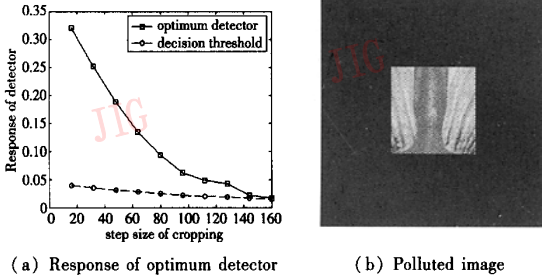 0.35
0.30
0.25
0.20
0.15
0.10
0.05
0
0 20 40 60 80 100 120 140 160
Response of detector
step size of cropping
optimum detector
decision threshold
JIG
JIG
(a) Response of optimum detector
(b) Polluted image